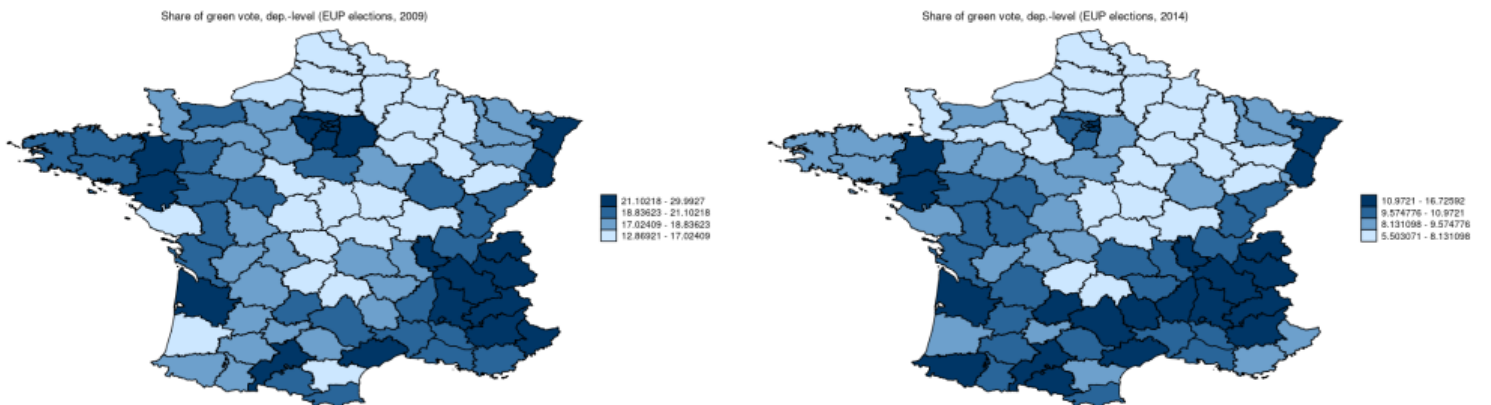 Share of green vote, dep.-level (EUP elections, 2009)
21.10218 - 29.9927
18.83623 - 21.10218
17.02409 - 18.83623
12.86921 - 17.02409
Share of green vote, dep.-level (EUP elections, 2014)
10.9721 - 16.72592
9.574776 - 10.9721
8.131098 - 9.574776
5.503071 - 8.131098